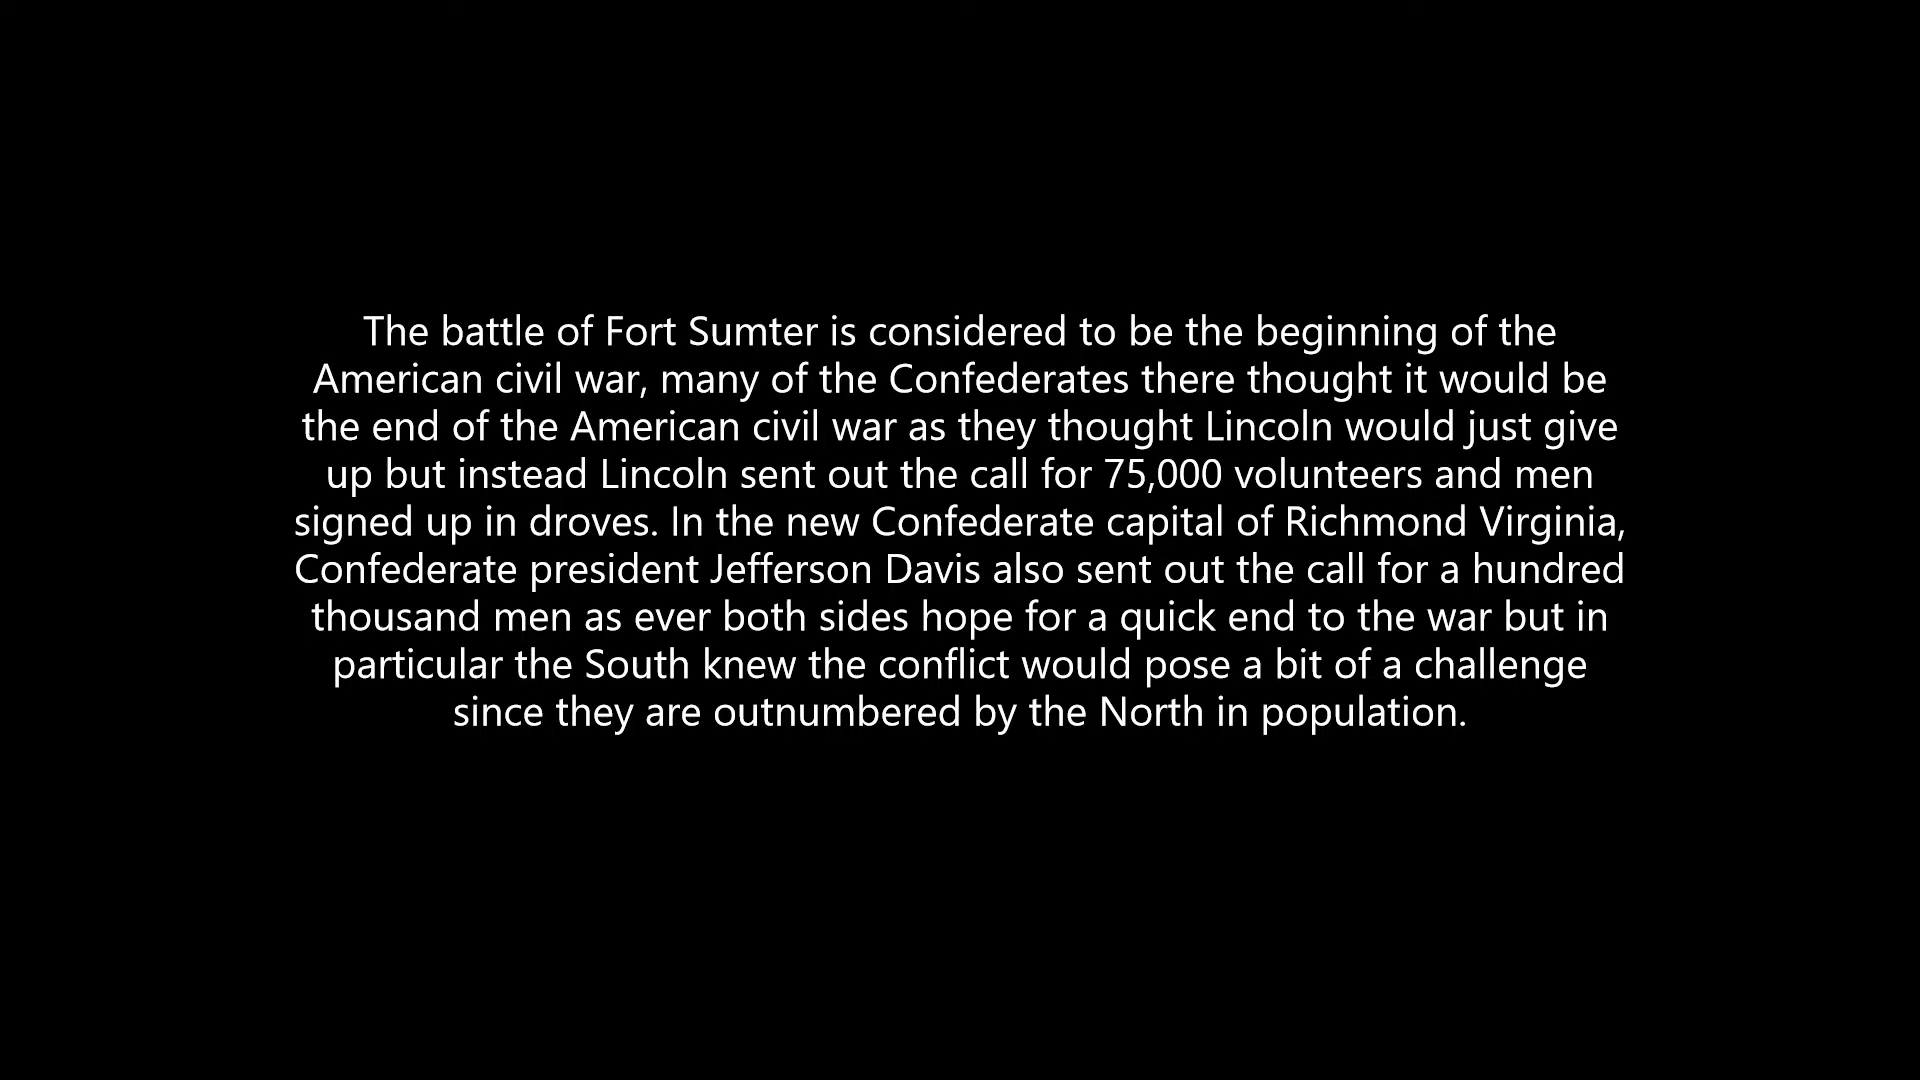 The battle of Fort Sumter is considered to be the beginning of the
American civil war, many of the Confederates there thought it would be
the end of the American civil war as they thought Lincoln would just give
up but instead Lincoln sent out the call for 75,000 volunteers and men
signed up in droves. In the new Confederate capital of Richmond Virginia,
Confederate president Jefferson Davis also sent out the call for a hundred
thousand men as ever both sides hope for a quick end to the war but in
particular the South knew the conflict would pose a bit of a challenge
since they are outnumbered by the North in population.